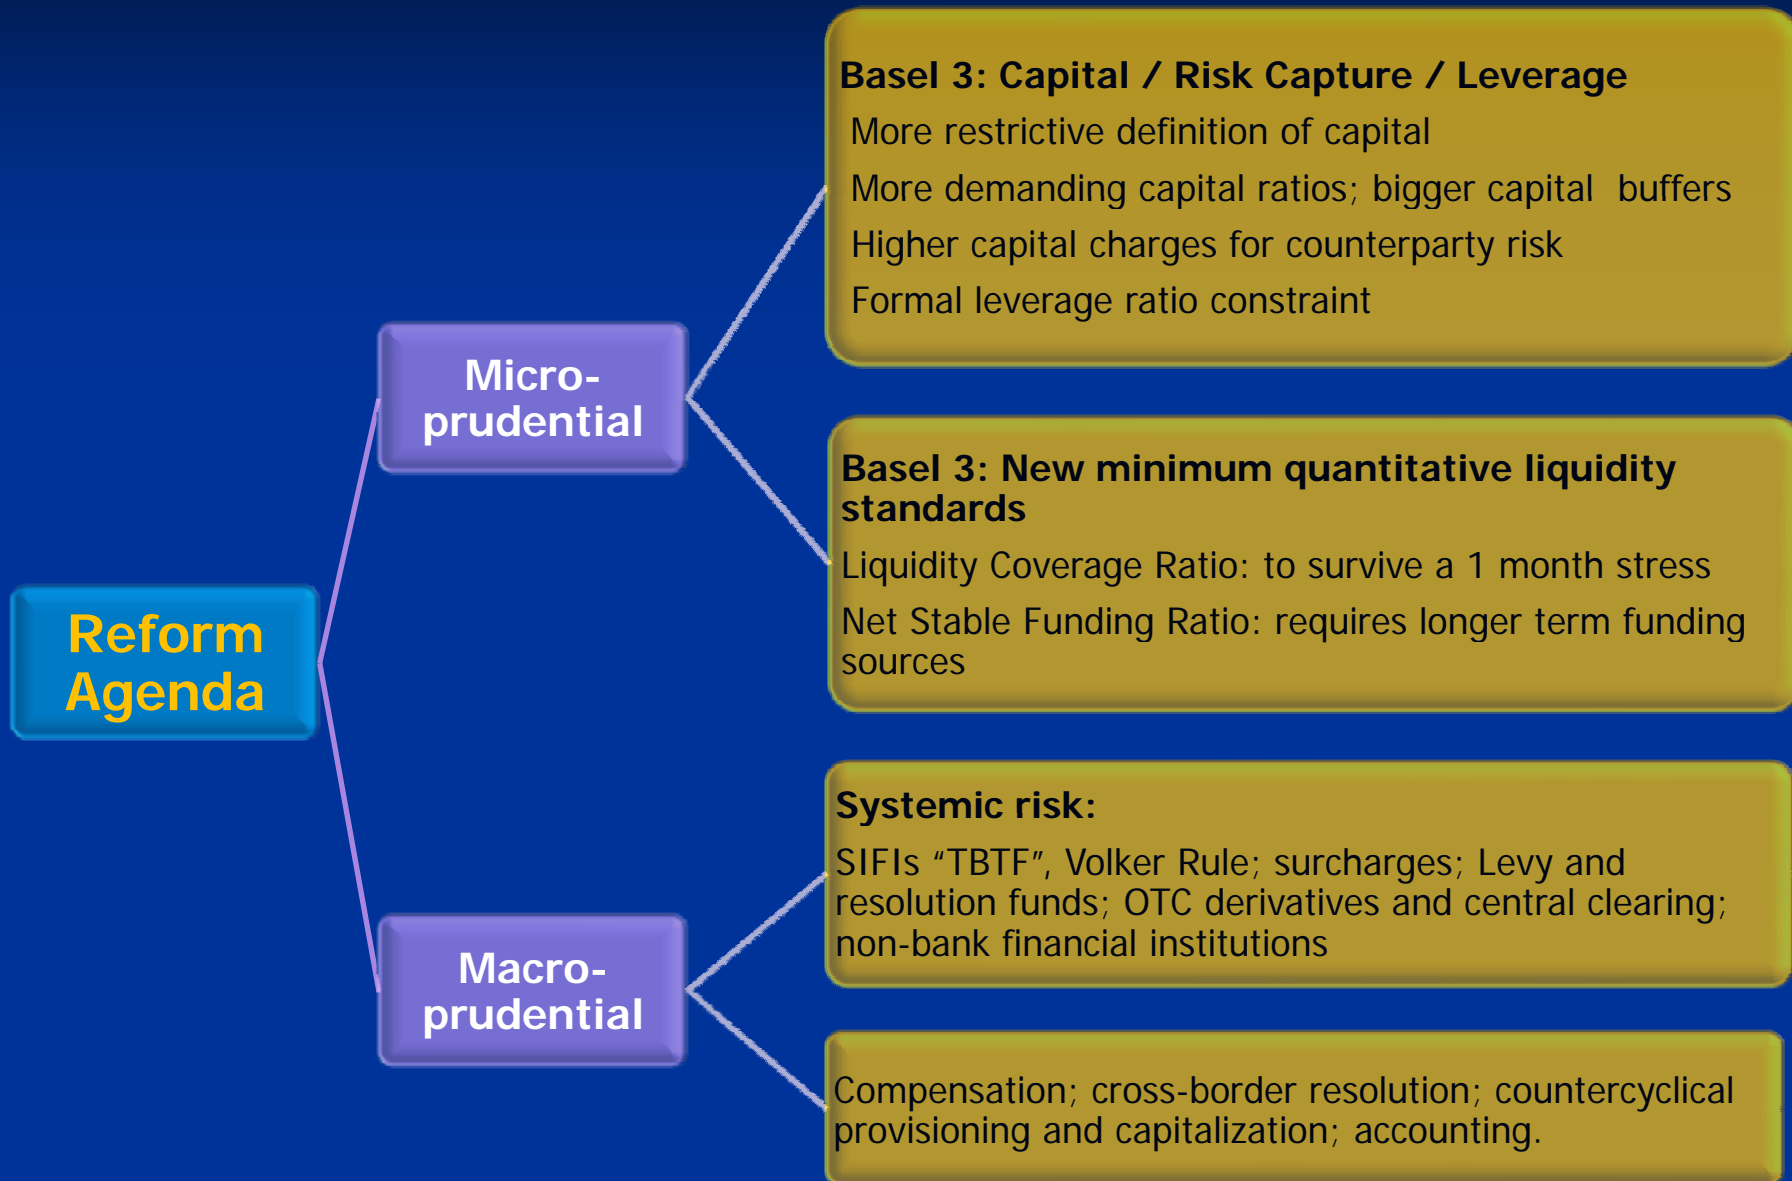 Reform
Agenda
Micro-
prudential
Basel 3: Capital / Risk Capture / Leverage
More restrictive definition of capital
More demanding capital ratios; bigger capital buffers
Higher capital charges for counterparty risk
Formal leverage ratio constraint
Basel 3: New minimum quantitative liquidity
standards
Liquidity Coverage Ratio: to survive a 1 month stress
Net Stable Funding Ratio: requires longer term funding
sources
Macro-
prudential
Systemic risk:
SIFIs “TBTF”, Volker Rule; surcharges; Levy and
resolution funds; OTC derivatives and central clearing;
non-bank financial institutions
Compensation; cross-border resolution; countercyclical
provisioning and capitalization; accounting.